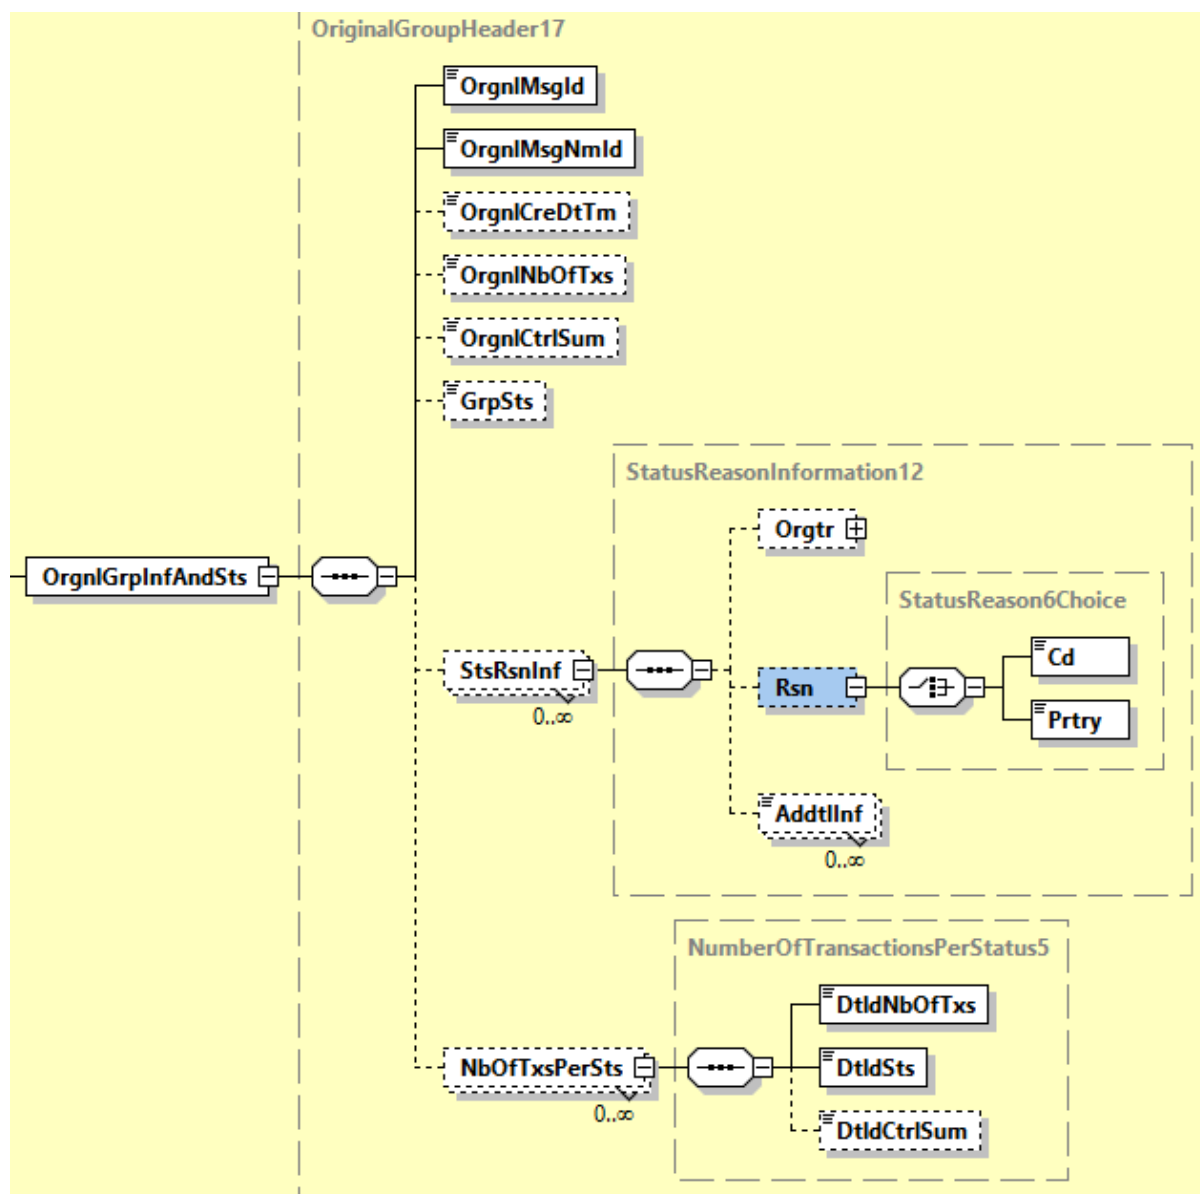 OriginalGroupHeader17
OrgnlMsgId
OrgnlMsgNmId
OrgnlCreDtTm
OrgnlNbOfTxs
OrgnlCtrlSum
GrpSts
StatusReasonInformation12
Orgtr
OrgnlGrpInfAndSts
StatusReason6Choice
Cd
StsRsnInf
Rsn
0..∞
Prtry
AddtlInf
0..∞
NumberOfTransactionsPerStatus5
DtldNbOfTxs
NbOfTxsPerSts
DtldSts
0..∞
DtldCtrlSum